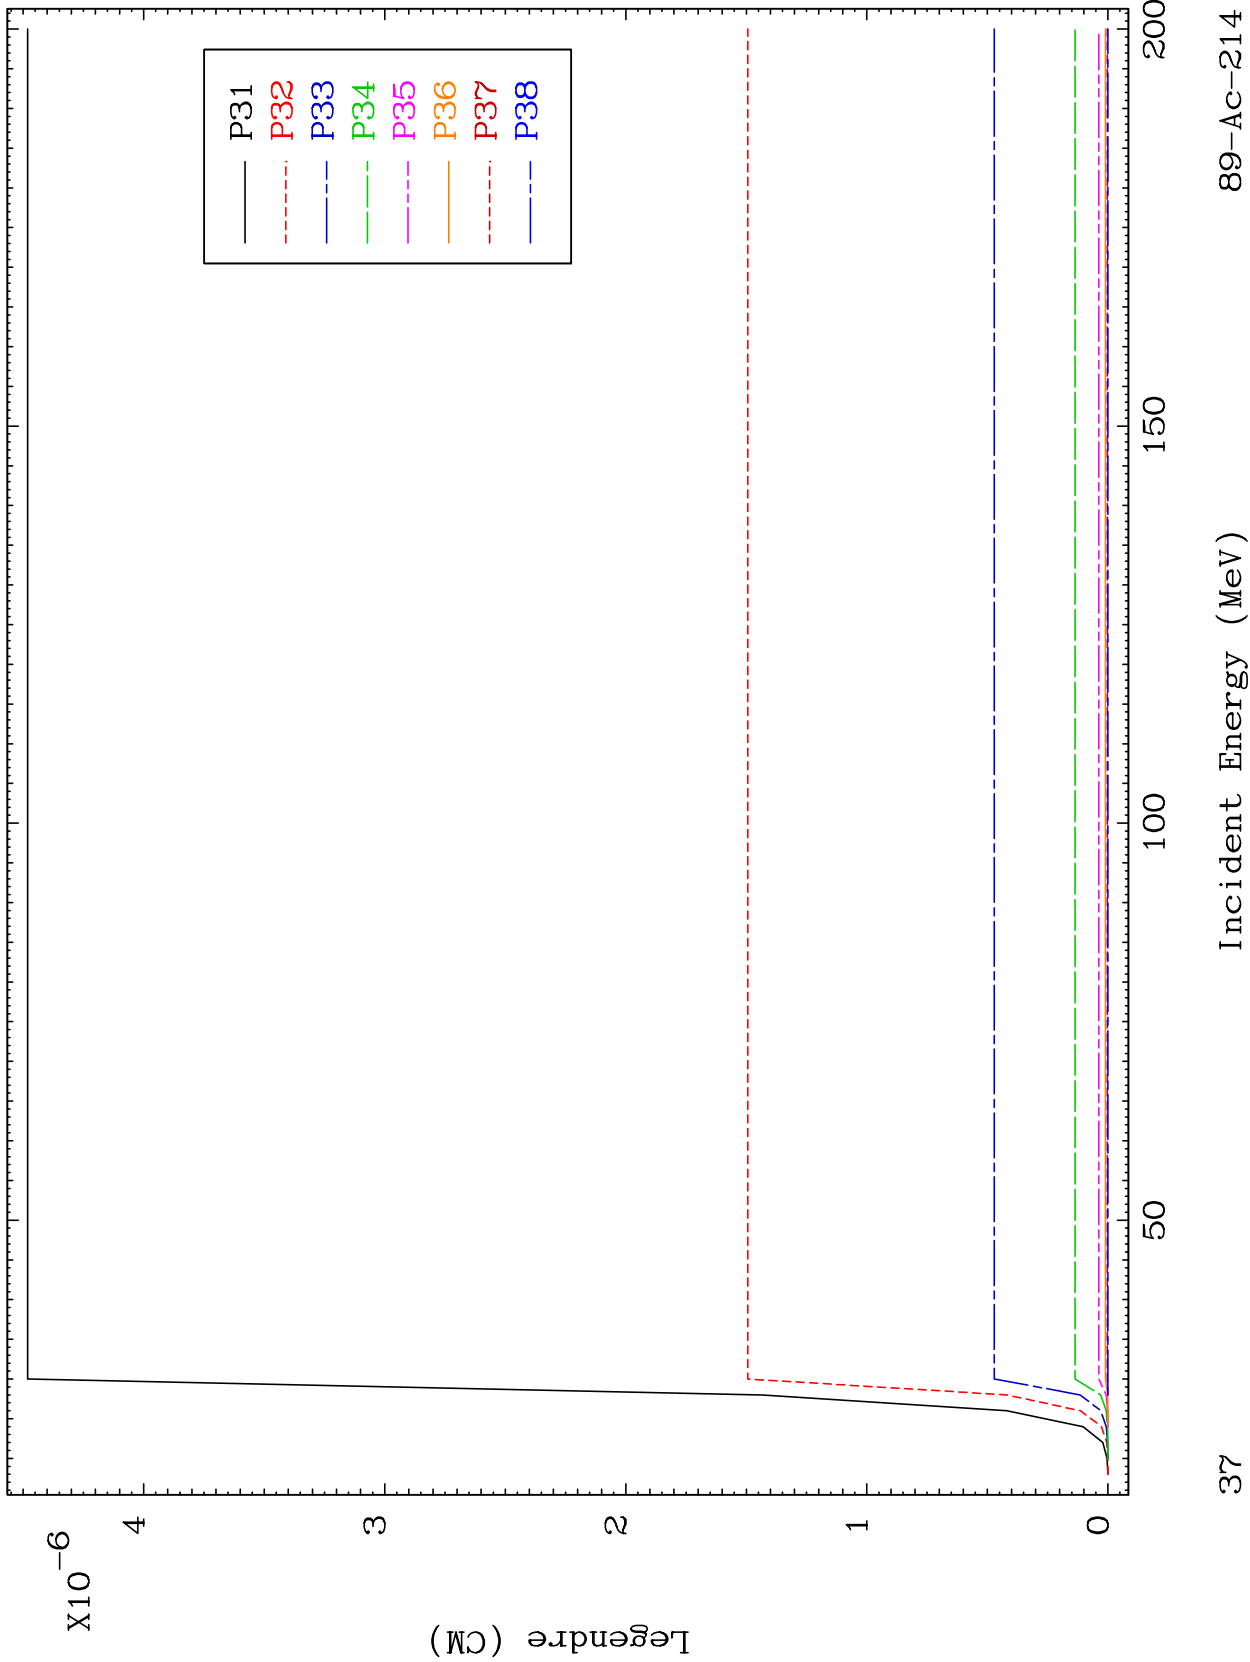 X10^-6
4
3
2
1
0
Legendre (CM)
P31
P32
P33
P34
P35
P36
P37
P38
50
100
150
200
37
Incident Energy (MeV)
89-Ac-214